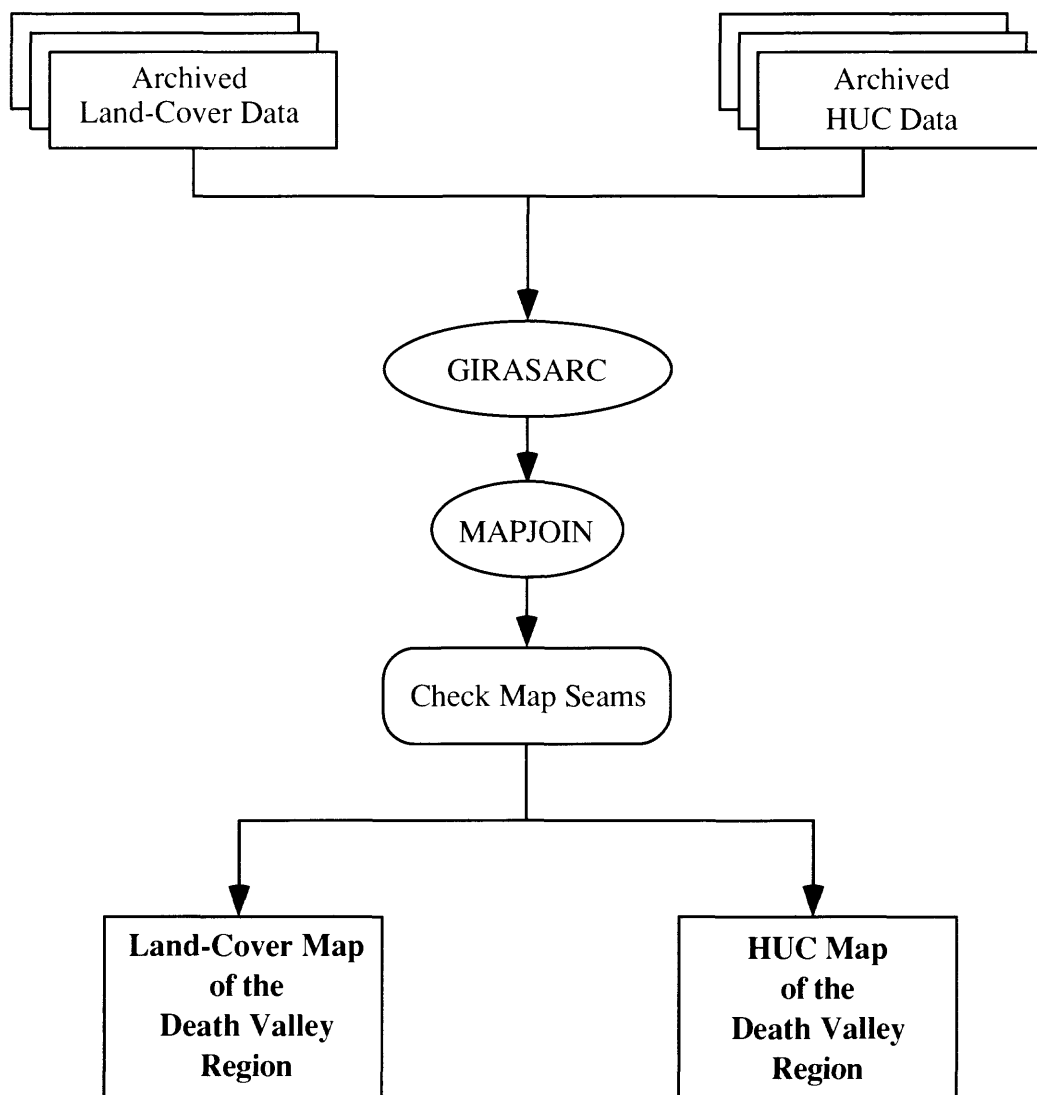 Archived
Land-Cover Data
Archived
HUC Data
GIRASARC
MAPJOIN
Check Map Seams
Land-Cover Map
of the
Death Valley
Region
HUC Map
of the
Death Valley
Region